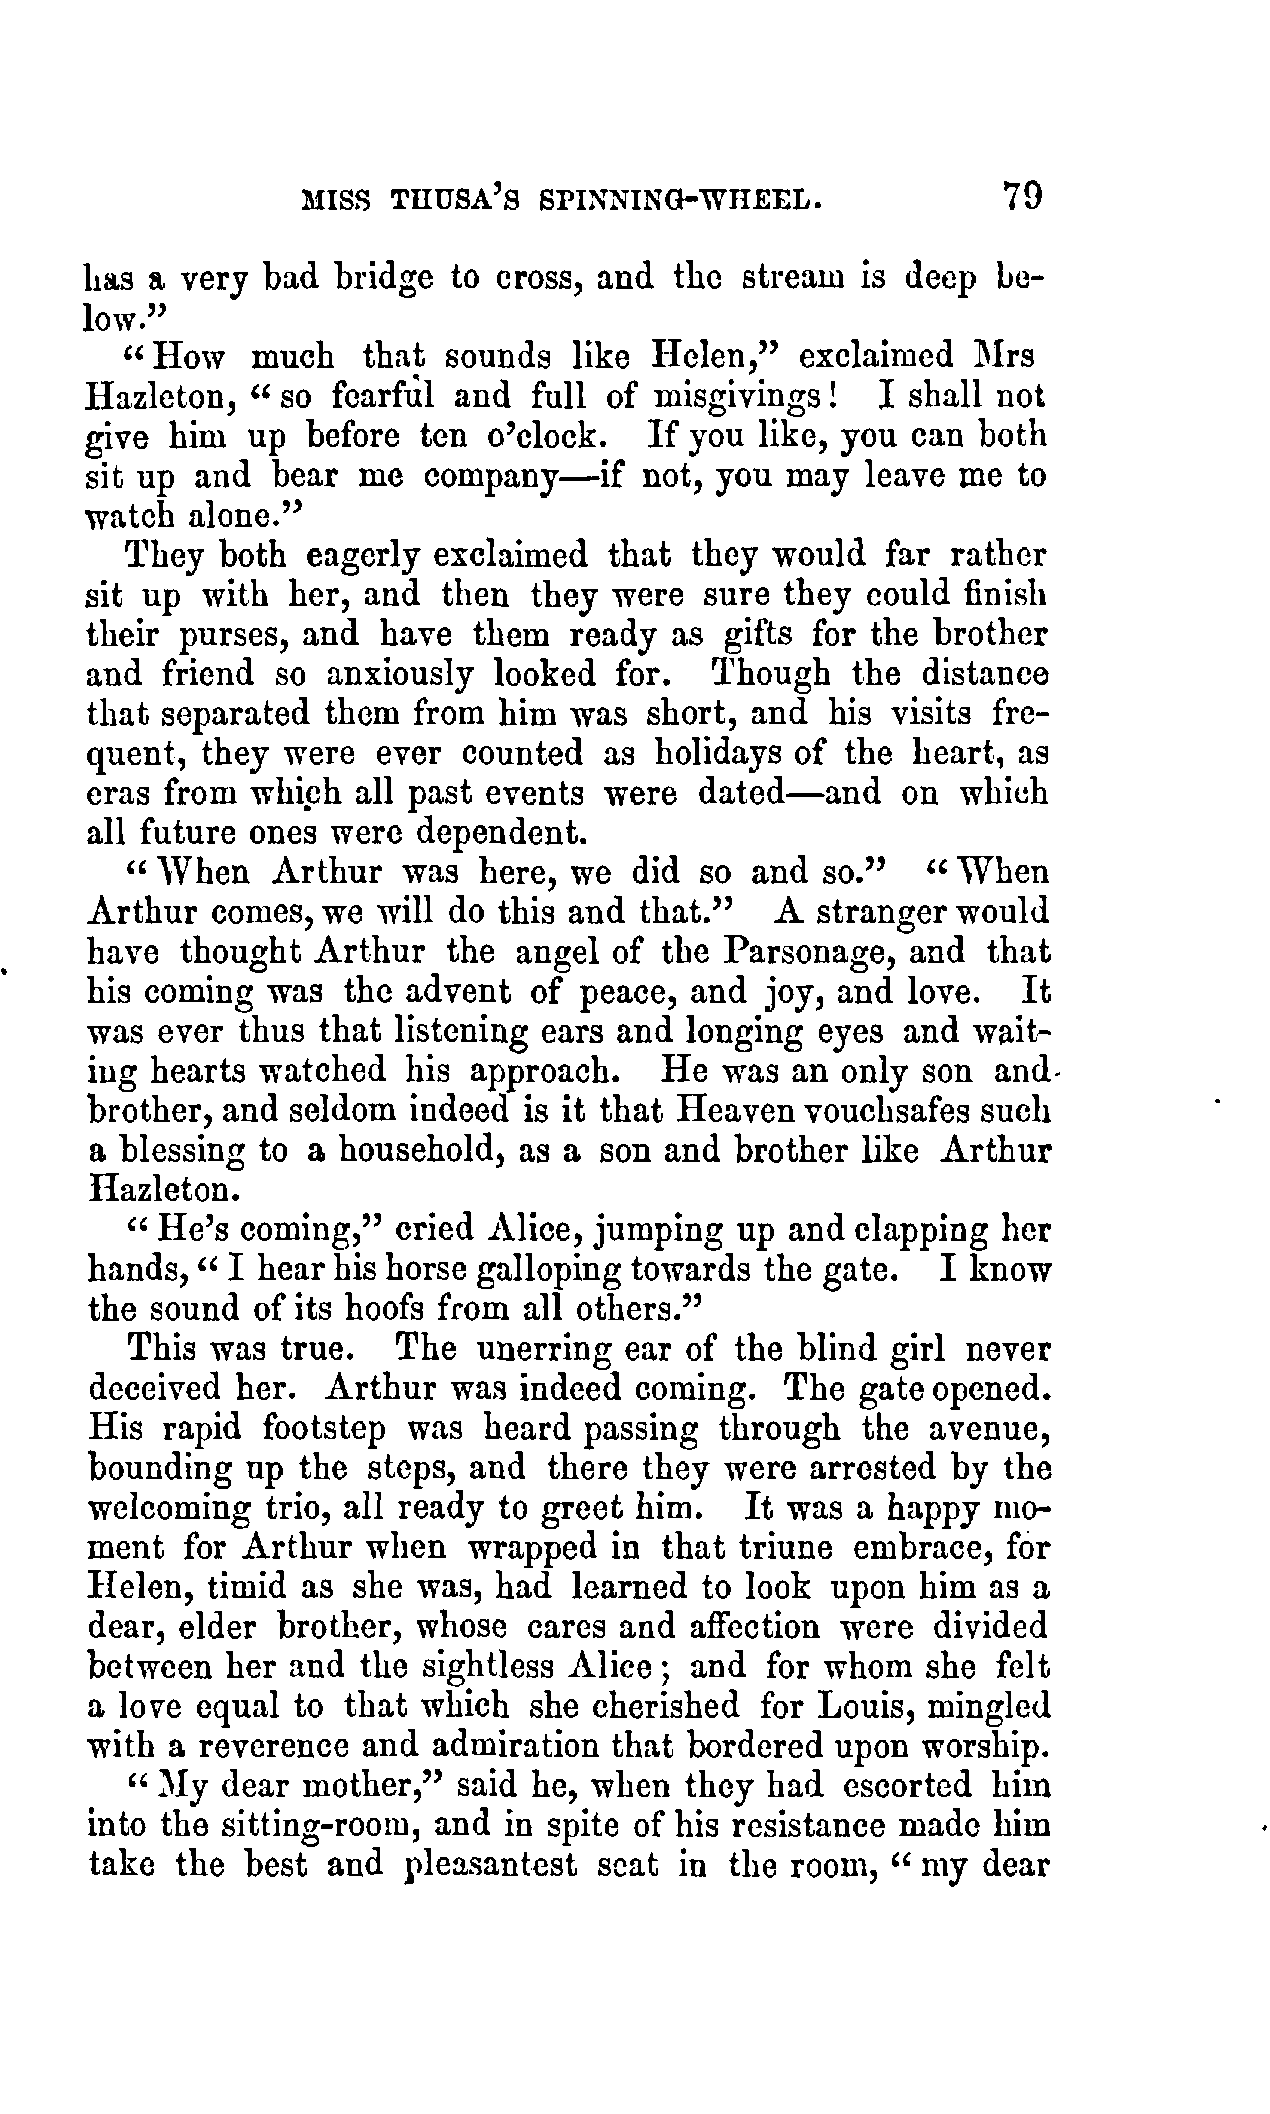 MISS THUSA'S SPINNING-WHEEL. 79
has a very bad bridge to cross, and the stream is deep be-
low."
"How much that sounds like Helen," exclaimed Mrs
Hazleton, "so fearful and full of misgivings! I shall not
give him up before ten o'clock. If you like, you can both
sit up and bear me company—if not, you may leave me to
watch alone."
They both eagerly exclaimed that they would far rather
sit up with her, and then they were sure they could finish
their purses, and have them ready as gifts for the brother
and friend so anxiously looked for. Though the distance
that separated them from him was short, and his visits fre-
quent, they were ever counted as holidays of the heart, as
eras from which all past events were dated—and on which
all future ones were dependent.
"When Arthur was here, we did so and so." "When
Arthur comes, we will do this and that." A stranger would
have thought Arthur the angel of the Parsonage, and that
his coming was the advent of peace, and joy, and love. It
was ever thus that listening ears and longing eyes and wait-
ing hearts watched his approach. He was an only son and
brother, and seldom indeed is it that Heaven vouchsafes such
a blessing to a household, as a son and brother like Arthur
Hazleton.
"He's coming," cried Alice, jumping up and clapping her
hands, "I hear his horse galloping towards the gate. I know
the sound of its hoofs from all others."
This was true. The unerring ear of the blind girl never
deceived her. Arthur was indeed coming. The gate opened.
His rapid footstep was heard passing through the avenue,
bounding up the steps, and there they were arrested by the
welcoming trio, all ready to greet him. It was a happy mo-
ment for Arthur when wrapped in that triune embrace, for
Helen, timid as she was, had learned to look upon him as a
dear, elder brother, whose cares and affection were divided
between her and the sightless Alice; and for whom she felt
a love equal to that which she cherished for Louis, mingled
with a reverence and admiration that bordered upon worship.
"My dear mother," said he, when they had escorted him
into the sitting-room, and in spite of his resistance made him
take the best and pleasantest seat in the room, "my dear